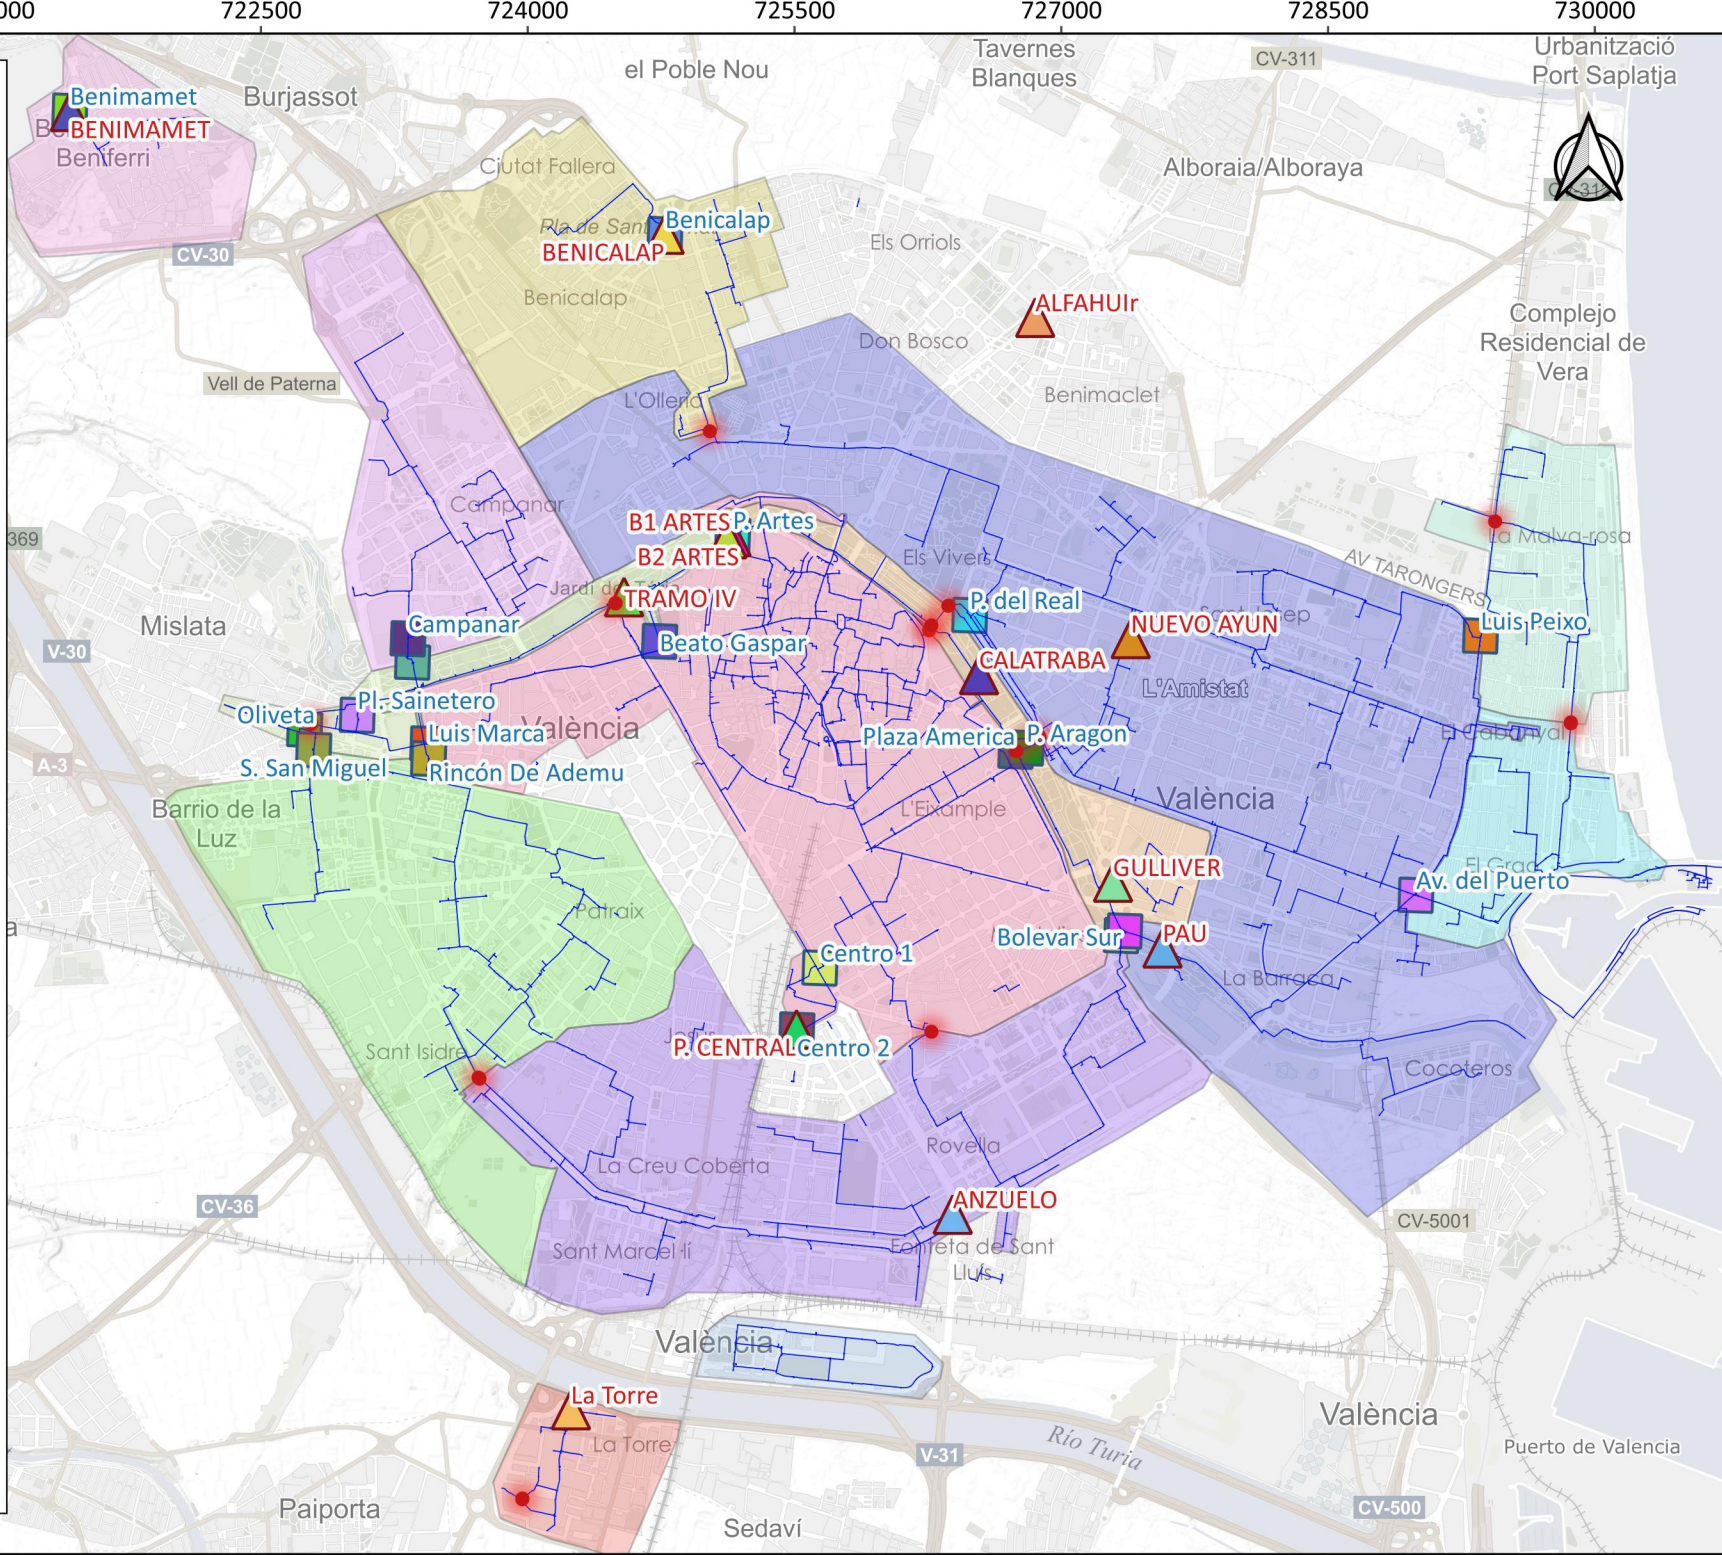 000
722500
724000
725500
727000
728500
730000
Tavernes
Blanques
CV-311
Urbanització
Port Saplatja
el Poble Nou
Benimamet
Burjassot
BENIMAMET
Beniferri
Ciutat Fallera
Alboraia/Alboraya
Benicalap
BENICALAP
Els Orriols
CV-30
Benicalap
ALFAHUIr
Don Bosco
Complejo
Residencial de
Vera
Vell de Paterna
L'Olleria
Benimaclet
Campanar
B1 ARTES
P. Artes
B2 ARTES
369
Els Vivers
La Malva-rosa
AV TARONGERS
TRAMO IV
P. del Real
Mislata
Campanar
Beato Gaspar
NUEVO AYUN
Luis Peixo
V-30
CALATRABA
L'Amistat
Oliveta
Pl. Sainetero
València
Luis Marca
Plaza America
P. Aragon
A-3
S. San Miguel
Rincón De Ademu
Barrio de la
Luz
L'Eixample
València
GULLIVER
El Grao
Av. del Puerto
Patraix
a
Bolevar Sur
PAU
Centro 1
La Barraca
Sant Isidre
Jesús
P. CENTRAL
Centro 2
Cocoteros
Rovella
La Creu Coberta
CV-36
ANZUELO
CV-5001
Sant Marcel·lí
Fonteta de Sant
Lluís
València
La Torre
La Torre
València
Río Turia
V-31
Puerto de Valencia
Paiporta
Sedaví
CV-500